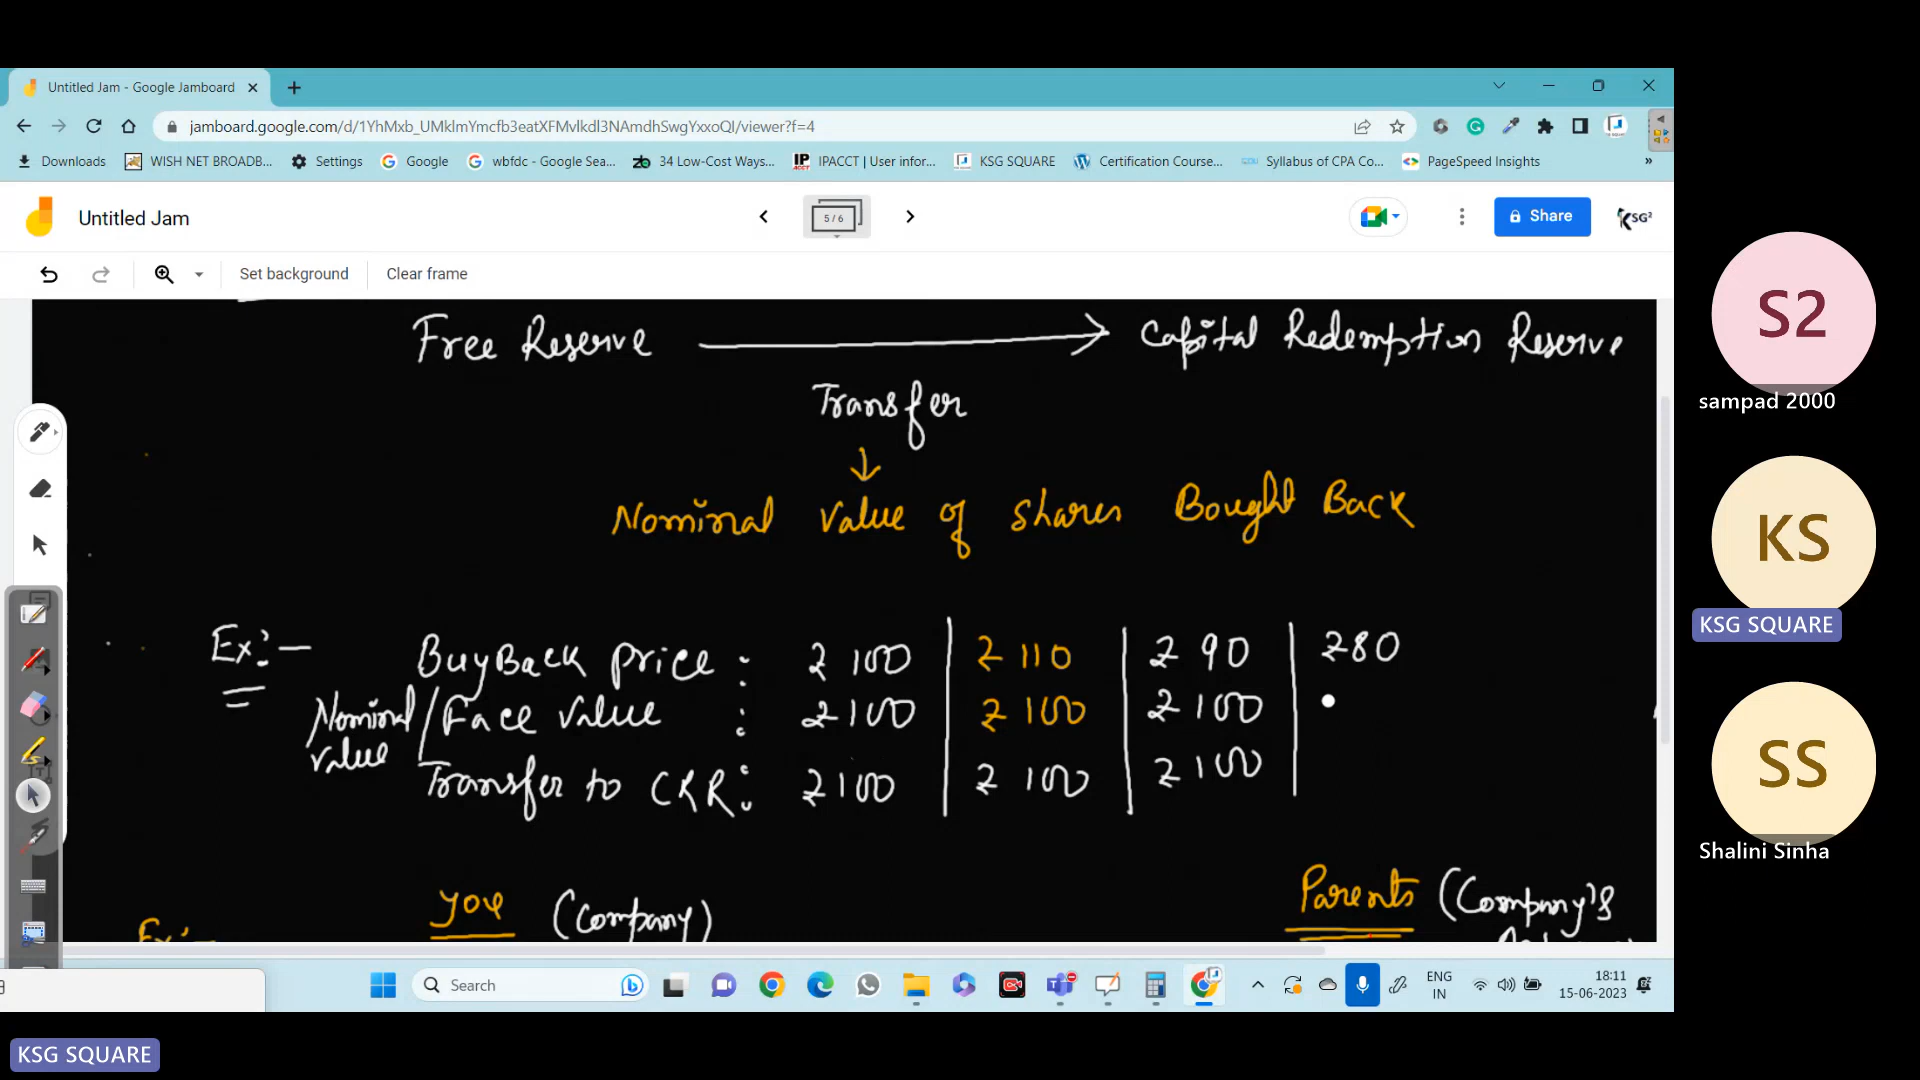 Untitled Jam - Google Jamboard
jamboard.google.com/d/1YhMxb_UMklmYmcfb3eatXFMvlkdl3NAmdhSwgYxxoQI/viewer?f=4
Downloads WISH NET BROADB... Settings Google wbfdc - Google Sea... 34 Low-Cost Ways... IPACCT | User infor... KSG SQUARE Certification Course... Syllabus of CPA Co... PageSpeed Insights »
Untitled Jam 5 / 6 Share KSG²
Set background Clear frame
Free Reserve Capital Redemption Reserve
Transfer
Nominal Value of Shares Bought Back
Ex:- BuyBack price : ₹ 100 ₹ 110 ₹ 90 ₹80
Nominal Value / Face Value : ₹100 ₹ 100 ₹ 100
Transfer to CRR: ₹100 ₹ 100 ₹ 100
You (Company) Parents (Company's
Ex:-
Search
ENG
IN
18:11
15-06-2023
S2
sampad 2000
KS
KSG SQUARE
SS
Shalini Sinha
KSG SQUARE